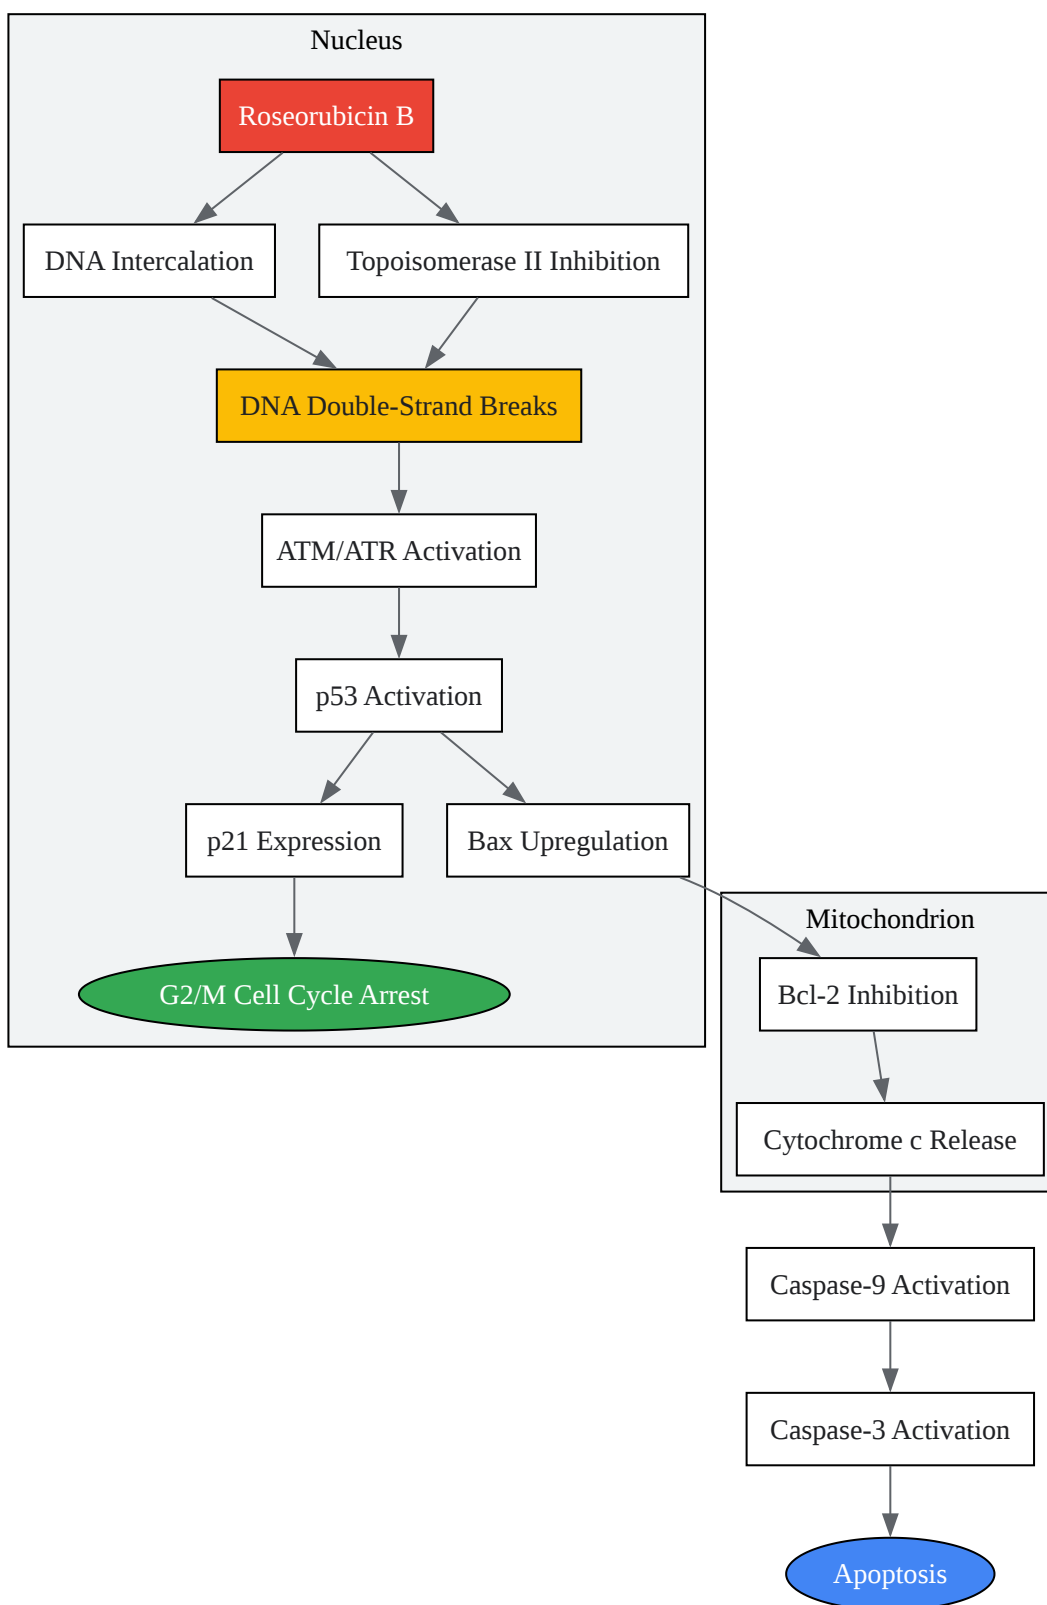 Nucleus
Roseorubicin B
DNA Intercalation
Topoisomerase II Inhibition
DNA Double-Strand Breaks
ATM/ATR Activation
p53 Activation
p21 Expression
Bax Upregulation
Mitochondrion
G2/M Cell Cycle Arrest
Bcl-2 Inhibition
Cytochrome c Release
Caspase-9 Activation
Caspase-3 Activation
Apoptosis